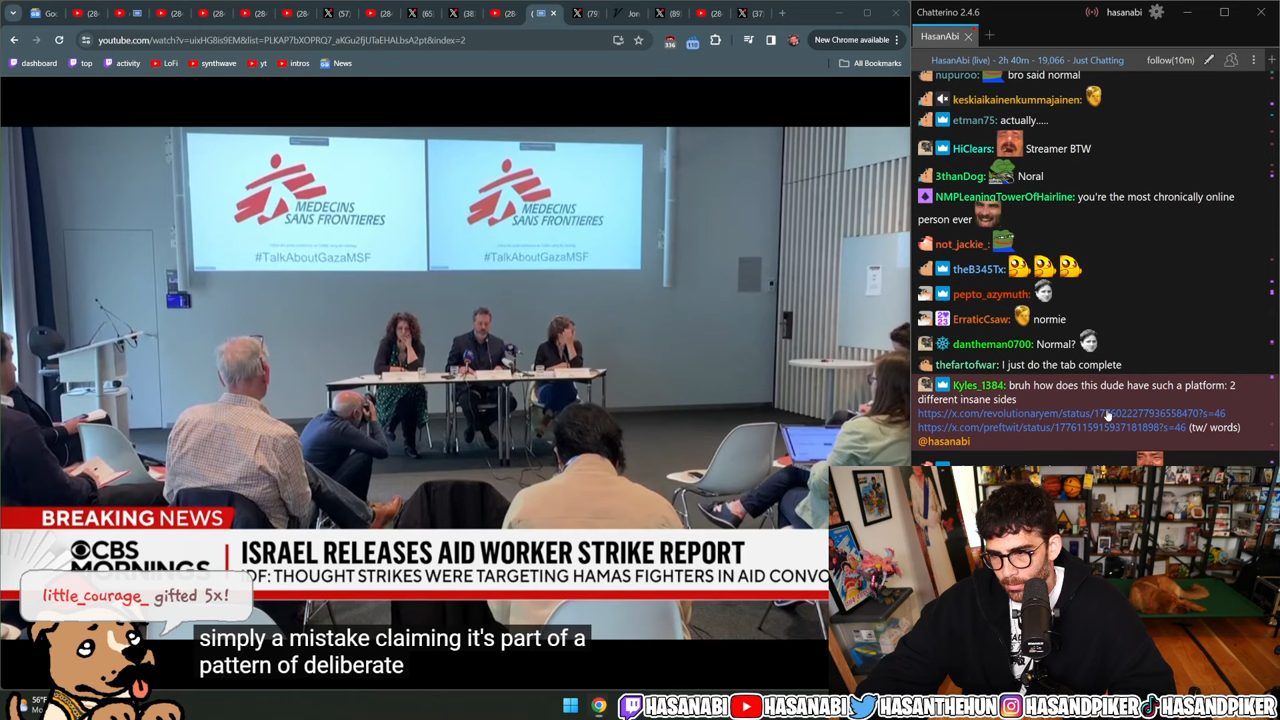 Chatterino 2.4.6
hasanabi
youtube.com/watch?v=uixHG8is9EM&list=PLKAP7bXOPRQ7_aKGu2fjUTaEHALbsA2pt&index=2
New Chrome available
HasanAbi
dashboard
top
activity
LoFi
synthwave
yt
intros
News
All Bookmarks
HasanAbi (live) - 2h 40m - 19,066 - Just Chatting
follow(10m)
nupuroo: bro said normal
keskiaikainenkummajainen:
etman75: actually.....
HiClears: Streamer BTW
3thanDog: Noral
NMPLeaningTowerOfHairline: you're the most chronically online
person ever
not_jackie_:
theB345Tx:
pepto_azymuth:
ErraticCsaw: normie
dantheman0700: Normal?
thefartofwar: I just do the tab complete
Kyles_1384: bruh how does this dude have such a platform: 2
different insane sides
https://x.com/revolutionaryem/status/1776022277936558470?s=46
https://x.com/preftwit/status/1776115915937181898?s=46 (tw/ words)
@hasanabi
MEDECINS
SANS FRONTIERES
#TalkAboutGazaMSF
MEDECINS
SANS FRONTIERES
#TalkAboutGazaMSF
BREAKING NEWS
CBS
MORNINGS
ISRAEL RELEASES AID WORKER STRIKE REPORT
IDF: THOUGHT STRIKES WERE TARGETING HAMAS FIGHTERS IN AID CONVO
little_courage_ gifted 5x!
simply a mistake claiming it's part of a
pattern of deliberate
56°F
HASANABI
HASANABI
HASANTHEHUN
HASANDPIKER
HASANDPIKER